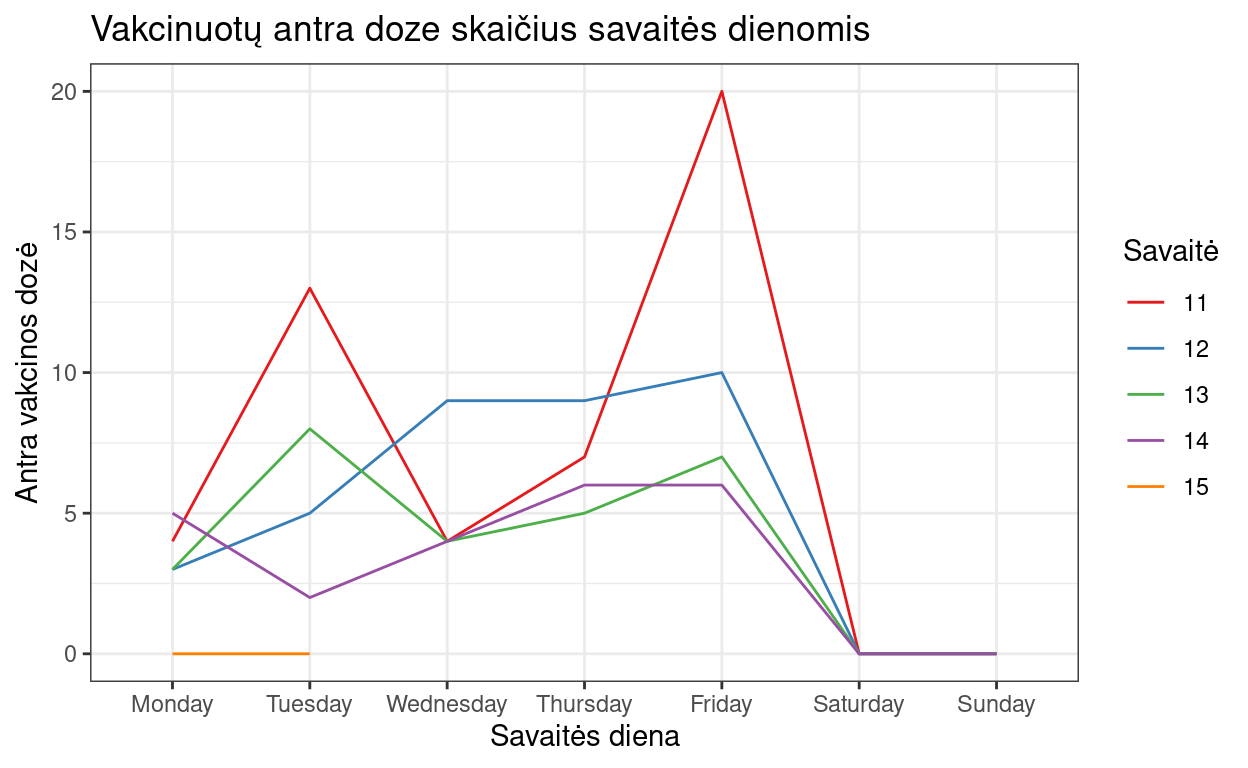 Vakcinuotų antra doze skaičius savaitės dienomis
Antra vakcinos dozė
20
15
10
5
0
Monday Tuesday Wednesday Thursday Friday Saturday Sunday
Savaitės diena
Savaitė
11
12
13
14
15